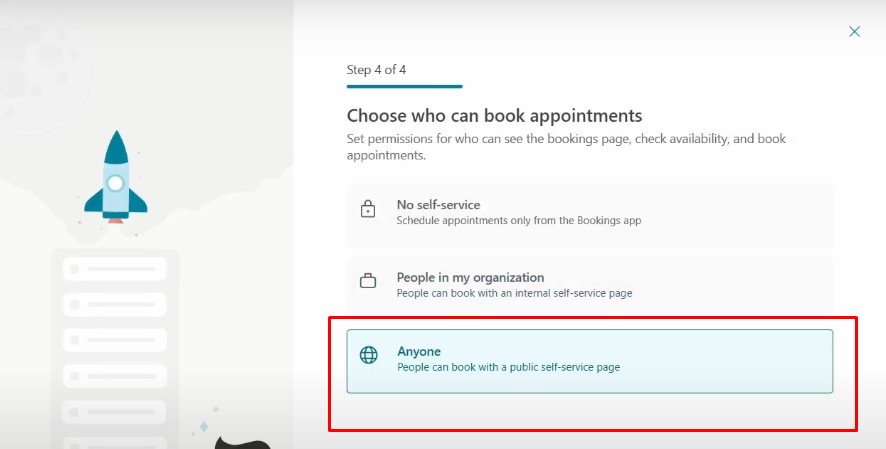 Step 4 of 4
Choose who can book appointments
Set permissions for who can see the bookings page, check availability, and book
appointments.
No self-service
Schedule appointments only from the Bookings app
People in my organization
People can book with an internal self-service page
Anyone
People can book with a public self-service page